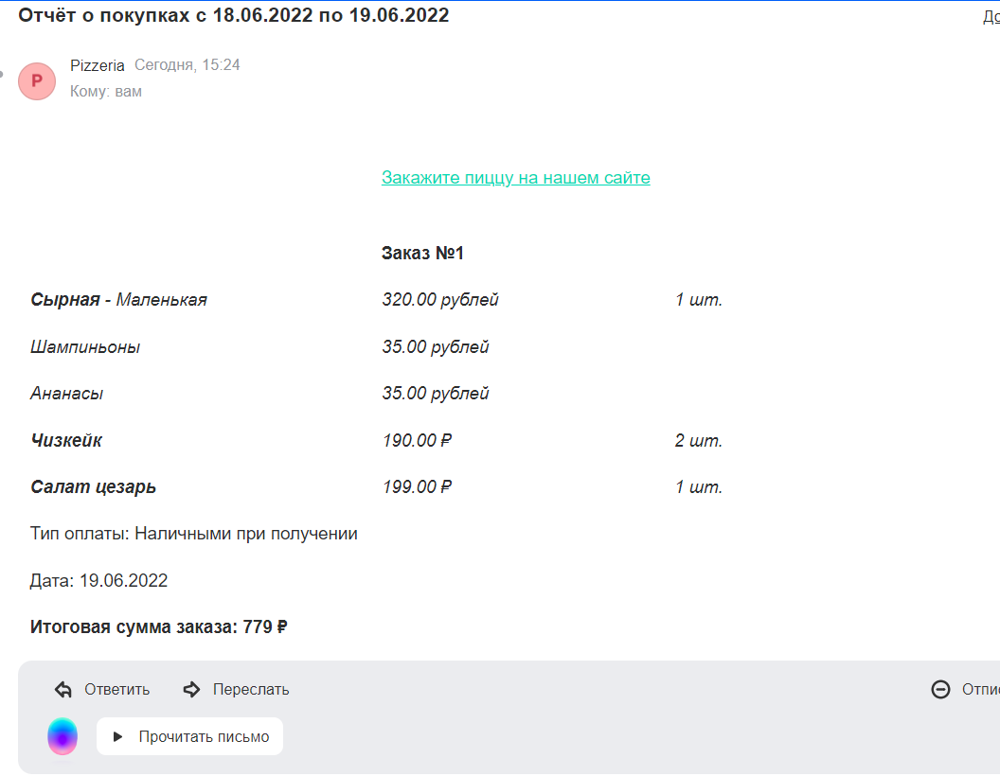 Отчёт о покупках с 18.06.2022 по 19.06.2022
Pizzeria Сегодня, 15:24
P
Кому: вам
Закажите пиццу на нашем сайте
Заказ №1
Сырная - Маленькая 320.00 рублей 1 шт.
Шампиньоны 35.00 рублей
Ананасы 35.00 рублей
Чизкейк 190.00 ₽ 2 шт.
Салат цезарь 199.00 ₽ 1 шт.
Тип оплаты: Наличными при получении
Дата: 19.06.2022
Итоговая сумма заказа: 779 ₽
Ответить Переслать
Прочитать письмо